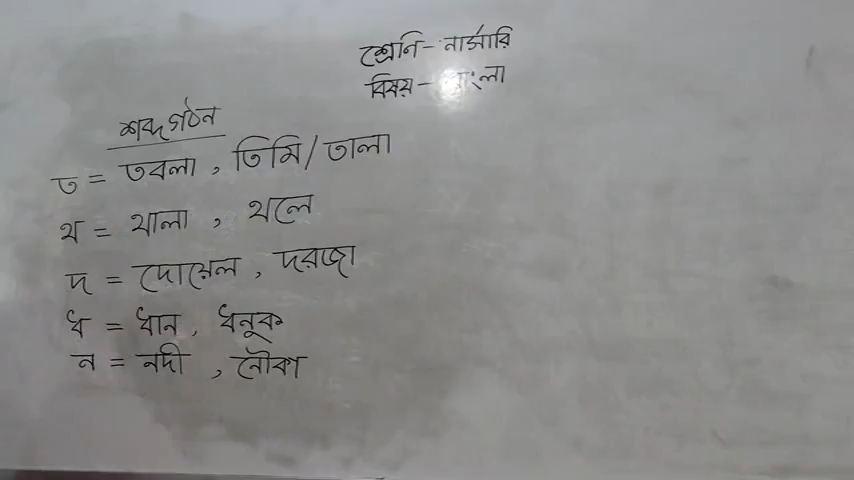 শ্রেনি - নার্সারি
বিষয় - বাংলা
শব্দগঠন
ত = তবলা , তিমি / তালা
থ = থালা , থলে
দ = দোয়েল , দরজা
ধ = ধান , ধনুক
ন = নদী , নৌকা